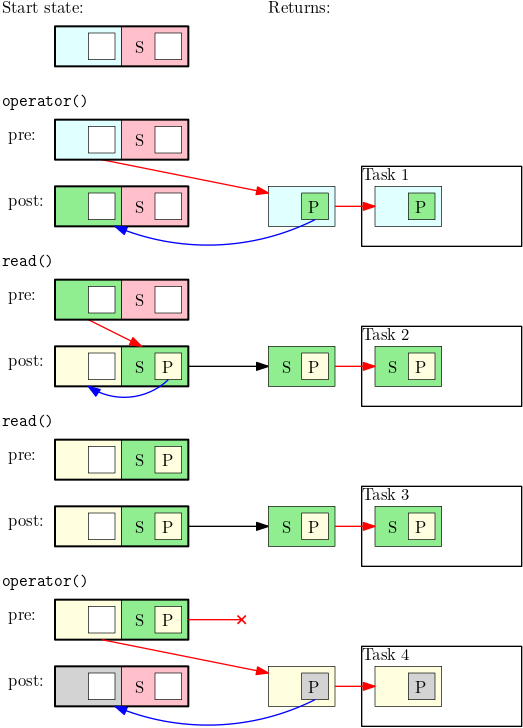 Start state: Returns:
S
operator()
pre: S
Task 1
post: S P P
read()
pre: S
Task 2
post: S P S P S P
read()
pre: S P
Task 3
post: S P S P S P
operator()
pre: S P
Task 4
post: S P P